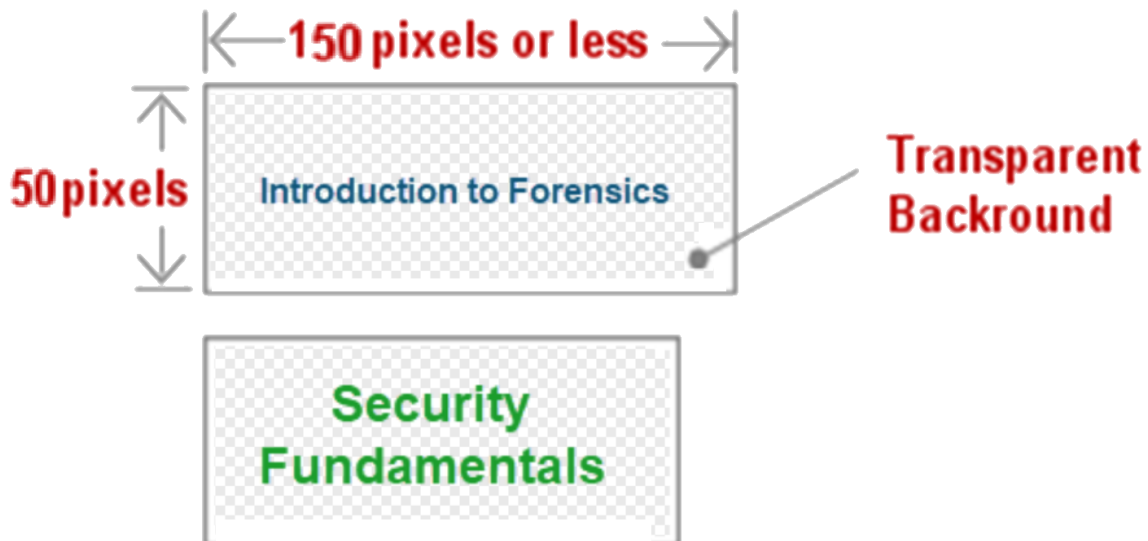 150 pixels or less
50 pixels
Introduction to Forensics
Transparent
Backround
Security
Fundamentals